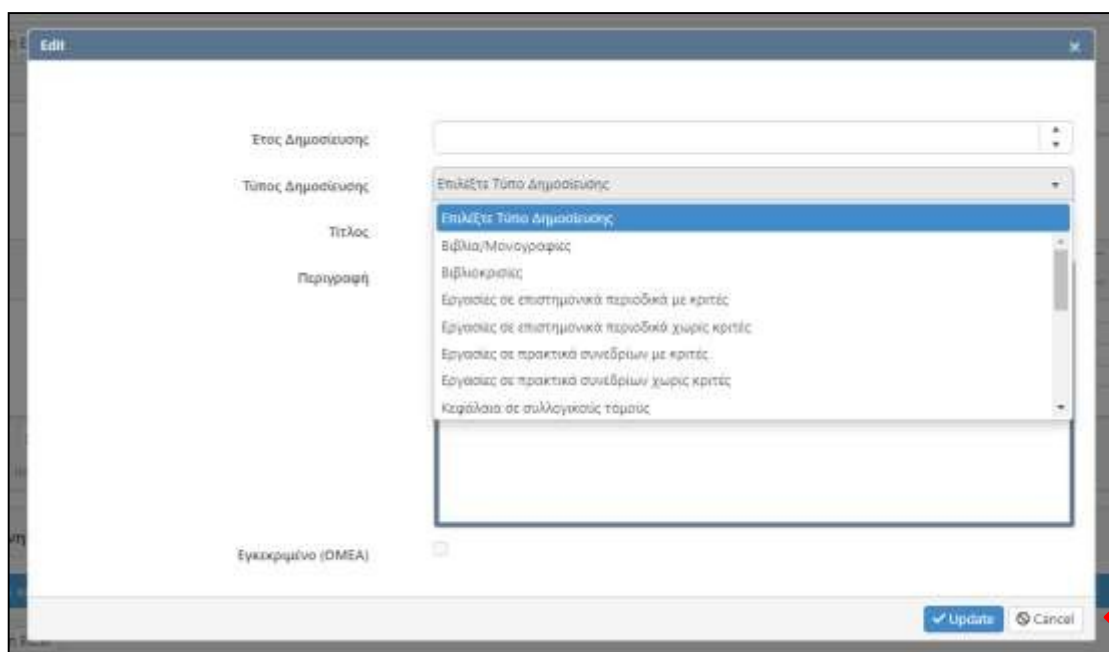 Edit
Έτος Δημοσίευσης
Τύπος Δημοσίευσης
Επιλέξτε Τύπο Δημοσίευσης
Επιλέξτε Τύπο Δημοσίευσης
Τίτλος
Βιβλία/Μονογραφίες
Βιβλιοκρισίες
Περιγραφή
Εργασίες σε επιστημονικά περιοδικά με κριτές
Εργασίες σε επιστημονικά περιοδικά χωρίς κριτές
Εργασίες σε πρακτικά συνεδρίων με κριτές
Εργασίες σε πρακτικά συνεδρίων χωρίς κριτές
Κεφάλαια σε συλλογικούς τόμους
Εγκεκριμένο (ΟΜΕΑ)
Update Cancel